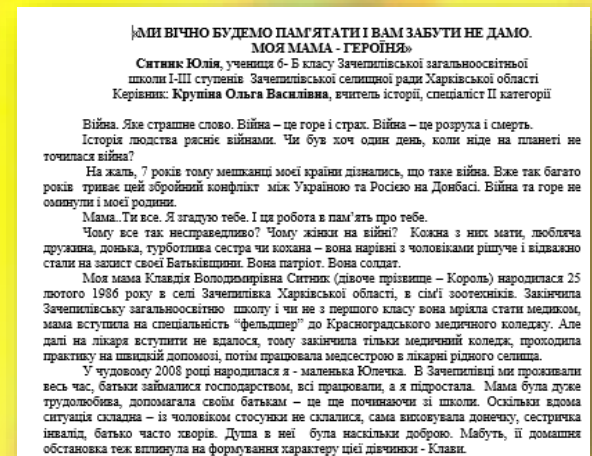 «МИ ВІЧНО БУДЕМО ПАМ'ЯТАТИ І ВАМ ЗАБУТИ НЕ ДАМО.
МОЯ МАМА - ГЕРОЇНЯ»
Ситник Юлія, учениця 6- Б класу Зачепилівської загальноосвітньої
школи І-ІІІ ступенів Зачепилівської селищної ради Харківської області
Керівник: Крупіна Ольга Василівна, вчитель історії, спеціаліст ІІ категорії
Війна. Яке страшне слово. Війна – це горе і страх. Війна – це розруха і смерть.
Історія людства рясніє війнами. Чи був хоч один день, коли ніде на планеті не
точилася війна?
На жаль, 7 років тому мешканці моєї країни дізнались, що таке війна. Вже так багато
років триває цей збройний конфлікт між Україною та Росією на Донбасі. Війна та горе не
оминули і моєї родини.
Мама..Ти все. Я згадую тебе. І ця робота в пам’ять про тебе.
Чому все так несправедливо? Чому жінки на війні? Кожна з них мати, любляча
дружина, донька, турботлива сестра чи кохана – вона нарівні з чоловіками рішуче і відважно
стали на захист своєї Батьківщини. Вона патріот. Вона солдат.
Моя мама Клавдія Володимирівна Ситник (дівоче прізвище – Король) народилася 25
лютого 1986 року в селі Зачепилівка Харківської області, в сім'ї зоотехніків. Закінчила
Зачепилівську загальноосвітню школу і чи не з першого класу вона мріяла стати медиком,
мама вступила на спеціальність “фельдшер” до Красноградського медичного коледжу. Але
далі на лікаря вступити не вдалося, тому закінчила тільки медичний коледж, проходила
практику на швидкій допомозі, потім працювала медсестрою в лікарні рідного селища.
У чудовому 2008 році народилася я - маленька Юлечка. В Зачепилівці ми проживали
весь час, батьки займалися господарством, всі працювали, а я підростала. Мама була дуже
трудолюбива, допомагала своїм батькам – це ще починаючи зі школи. Оскільки вдома
ситуація складна – із чоловіком стосунки не склалися, сама виховувала донечку, сестричка
інвалід, батько часто хворів. Душа в неї була наскільки доброю. Мабуть, її домашня
обстановка теж вплинула на формування характеру цієї дівчинки - Клави.